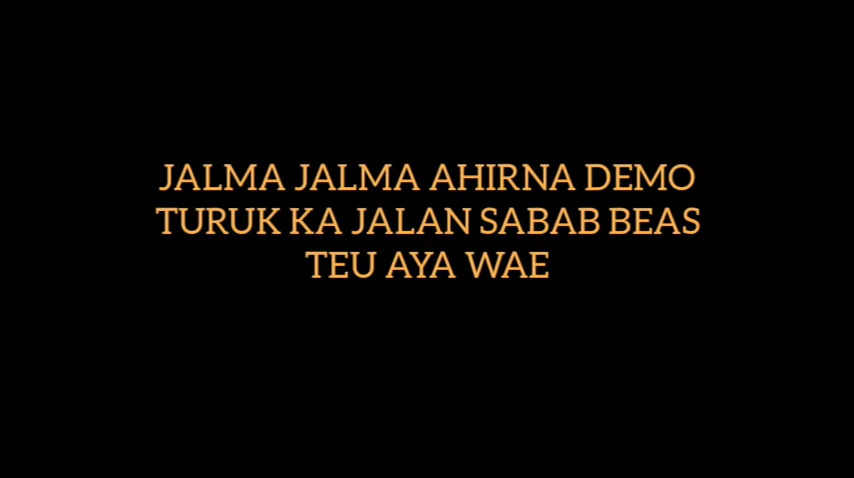 JALMA JALMA AHIRNA DEMO
TURUK KA JALAN SABAB BEAS
TEU AYA WAE